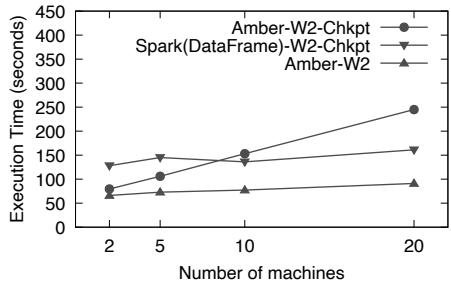 Amber-W2-Chkpt
Spark(DataFrame)-W2-Chkpt
Amber-W2
Execution Time (seconds)
450
400
350
300
250
200
150
100
50
0
2 5 10 20
Number of machines